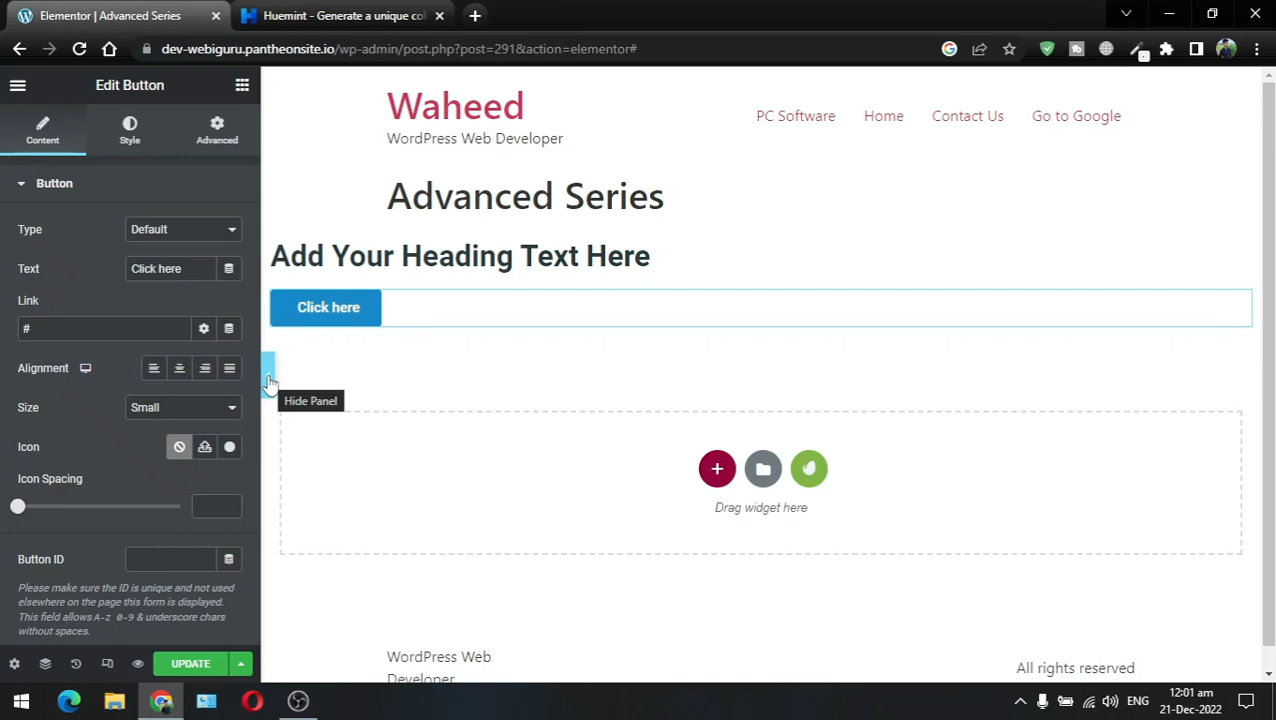 Elementor | Advanced Series
Huemint - Generate a unique col
dev-webiguru.pantheonsite.io/wp-admin/post.php?post=291&action=elementor#
Edit Button
Content
Style
Advanced
Button
Type
Default
Text
Click here
Link
#
Alignment
Size
Small
Icon
Icon Spacing
Button ID
Please make sure the ID is unique and not used
elsewhere on the page this form is displayed.
This field allows A-z 0-9 & underscore chars
without spaces.
UPDATE
Waheed
WordPress Web Developer
PC Software
Home
Contact Us
Go to Google
Advanced Series
Add Your Heading Text Here
Click here
Hide Panel
Drag widget here
WordPress Web
Developer
All rights reserved
ENG
12:01 am
21-Dec-2022